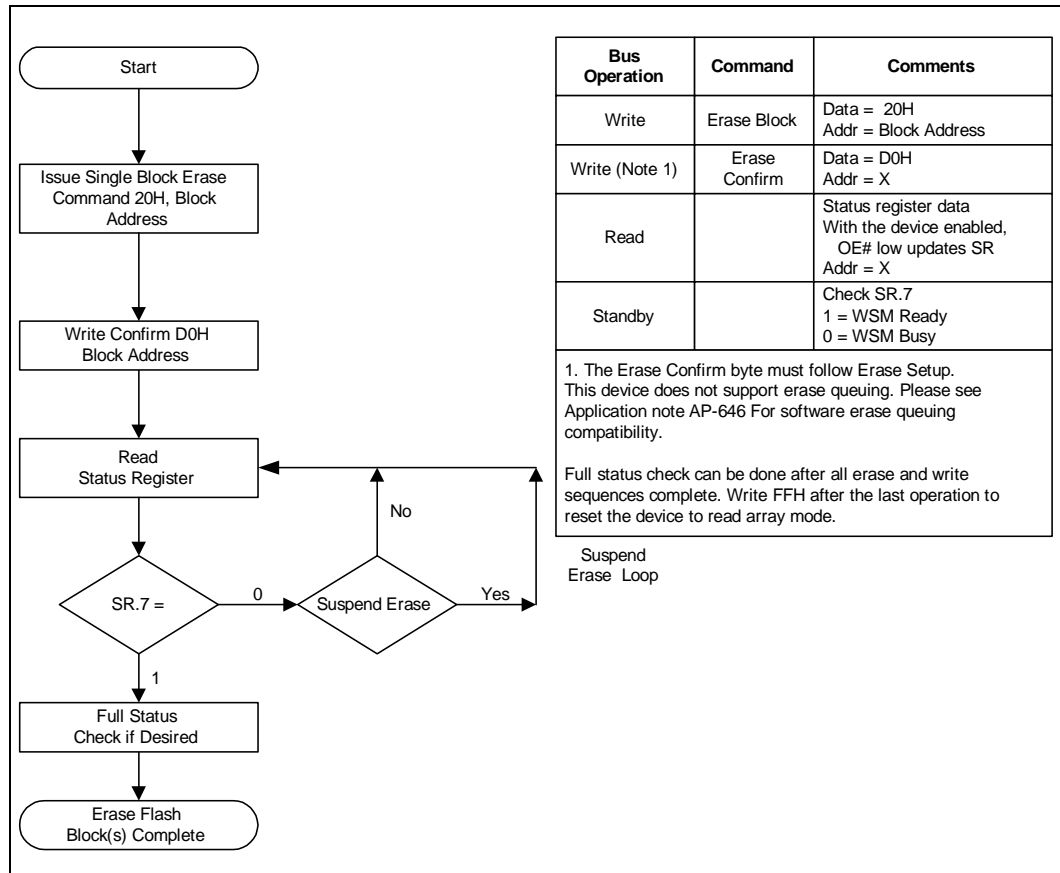 Start
Issue Single Block Erase
Command 20H, Block
Address
Write Confirm D0H
Block Address
Read
Status Register
No
SR.7 =
0
Suspend Erase
Yes
1
Full Status
Check if Desired
Erase Flash
Block(s) Complete
Suspend
Erase Loop
Bus
Operation
Command
Comments
Write
Erase Block
Data = 20H
Addr = Block Address
Write (Note 1)
Erase
Confirm
Data = D0H
Addr = X
Read
Status register data
With the device enabled,
OE# low updates SR
Addr = X
Standby
Check SR.7
1 = WSM Ready
0 = WSM Busy
1. The Erase Confirm byte must follow Erase Setup.
This device does not support erase queuing. Please see
Application note AP-646 For software erase queuing
compatibility.
Full status check can be done after all erase and write
sequences complete. Write FFH after the last operation to
reset the device to read array mode.